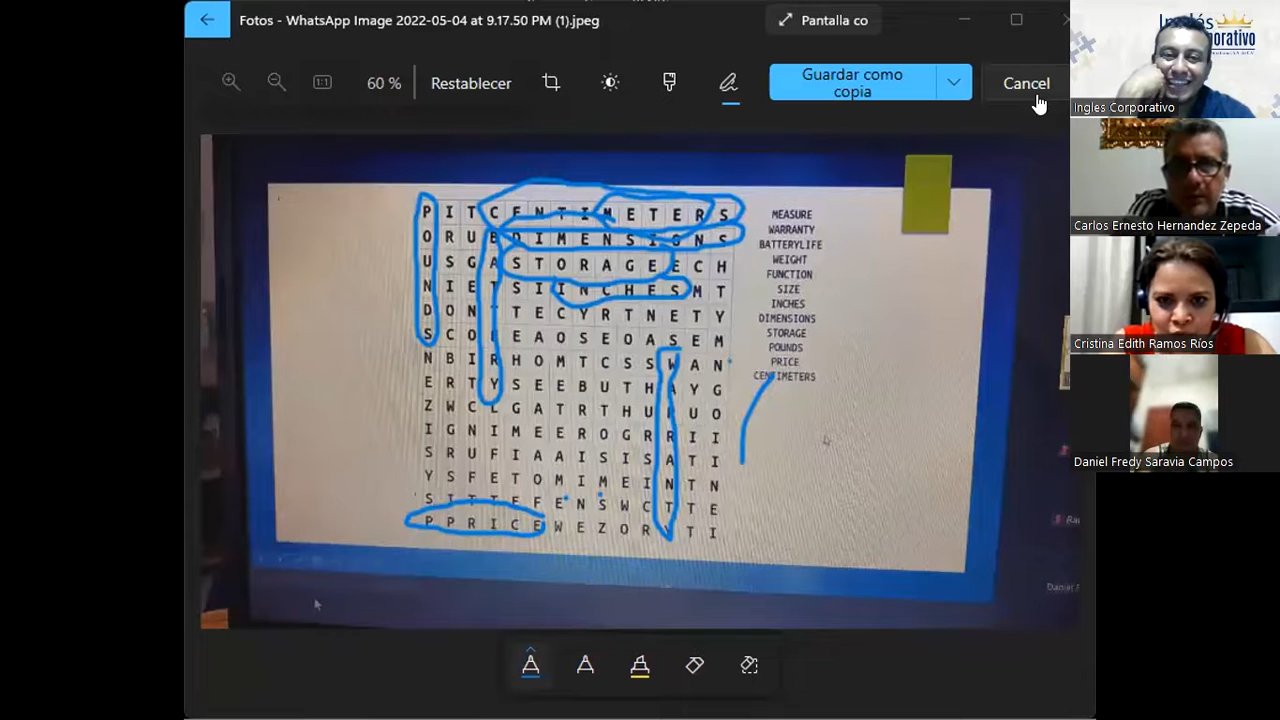 Fotos - WhatsApp Image 2022-05-04 at 9.17.50 PM (1).jpeg
Pantalla co
60 %
Restablecer
Guardar como
copia
Cancel
Inglés
Ingles Corporativo
Carlos Ernesto Hernandez Zepeda
Cristina Edith Ramos Ríos
Daniel Fredy Saravia Campos
P I T C E N T I M E T E R S
O R U B D I M E N S I O N S
U S G A S T O R A G E E C H
N I E T S I I N C H E S M T
D O N T T E C Y R T N E T Y
S C O E E A O S E O A S E M
N B I R H O M T C S S W A N
E R T Y S E E B U T H A Y G
Z W C L G A T R T H U R U O
I G N I M E E R O G R R I I
S R U F I A A I S I S A T I
Y S F E T O M I M E I N T N
S I T T E F E N S W C T T E
P P R I C E W E Z O R Y T I
MEASURE
WARRANTY
BATTERYLIFE
WEIGHT
FUNCTION
SIZE
INCHES
DIMENSIONS
STORAGE
POUNDS
PRICE
CENTIMETERS